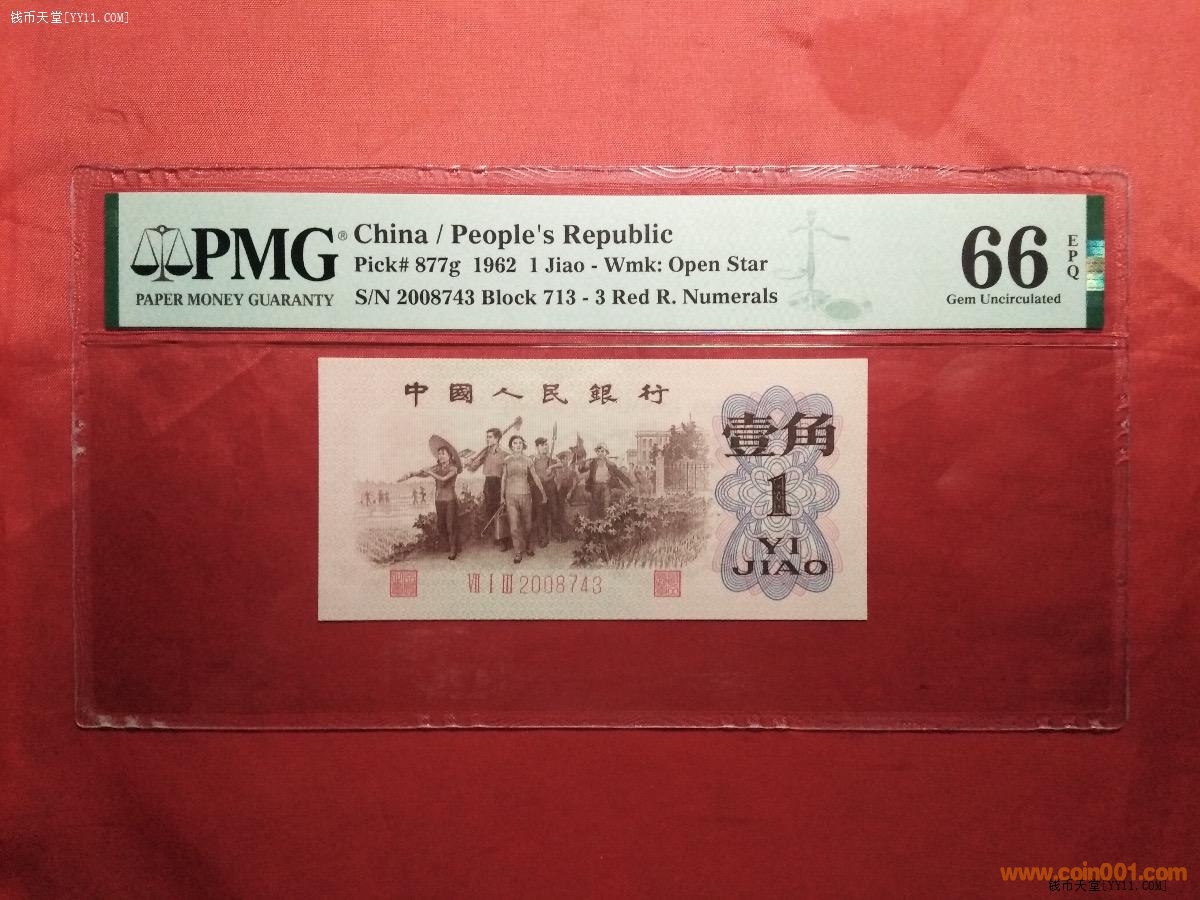 钱币天堂[YY11.COM]
PMG®
PAPER MONEY GUARANTY
China / People's Republic
Pick# 877g 1962 1 Jiao - Wmk: Open Star
S/N 2008743 Block 713 - 3 Red R. Numerals
66
EPQ
Gem Uncirculated
中國人民銀行
壹角
1
YI
JIAO
VII I III 2008743
www.coin001.com
钱币天堂[YY11.COM]